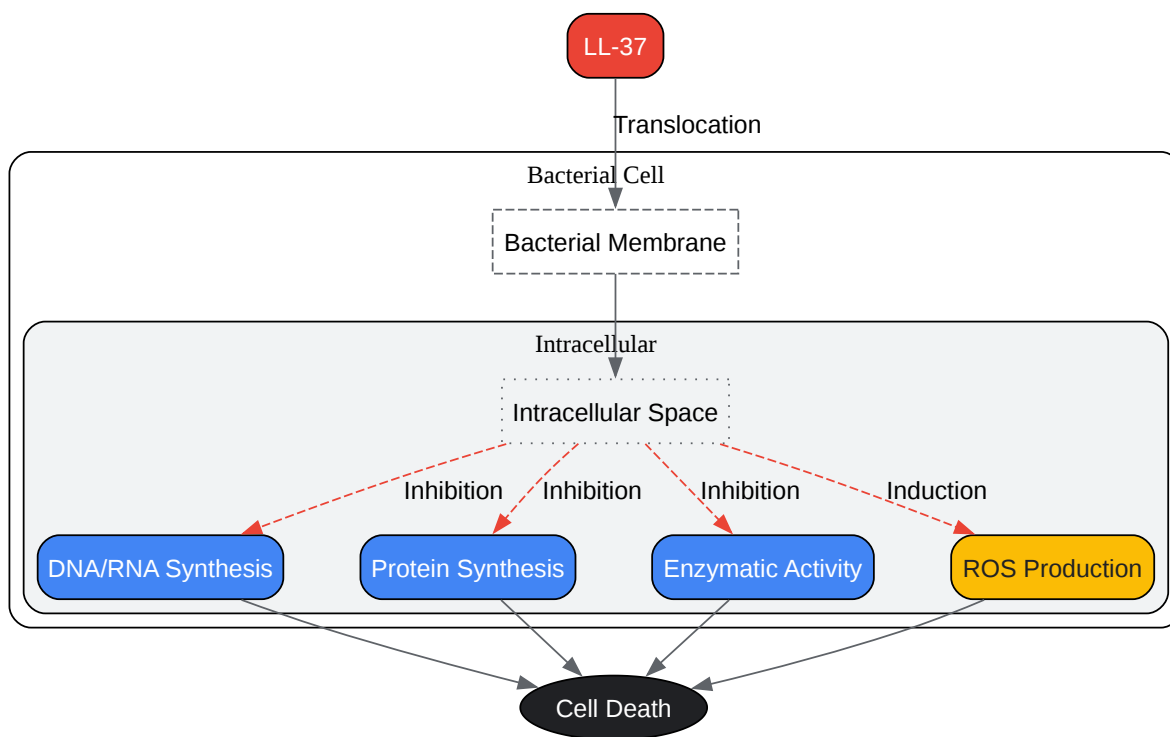 LL-37
Translocation
Bacterial Cell
Bacterial Membrane
Intracellular
Intracellular Space
Inhibition
Inhibition
Inhibition
Induction
DNA/RNA Synthesis
Protein Synthesis
Enzymatic Activity
ROS Production
Cell Death